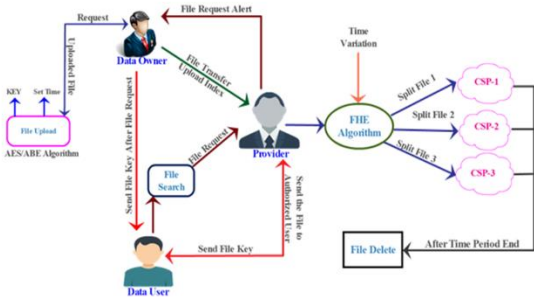 Request
File Request Alert
Data Owner
Uploaded File
KEY
Set Time
File Upload
AES/ABE Algorithm
File Transfer
Upload Index
Time
Variation
FHE
Algorithm
Provider
Split File 1
Split File 2
Split File 3
CSP-1
CSP-2
CSP-3
Send File Key After File Request
File Request
File
Search
Send the File to
Authorized User
Send File Key
Data User
File Delete
After Time Period End